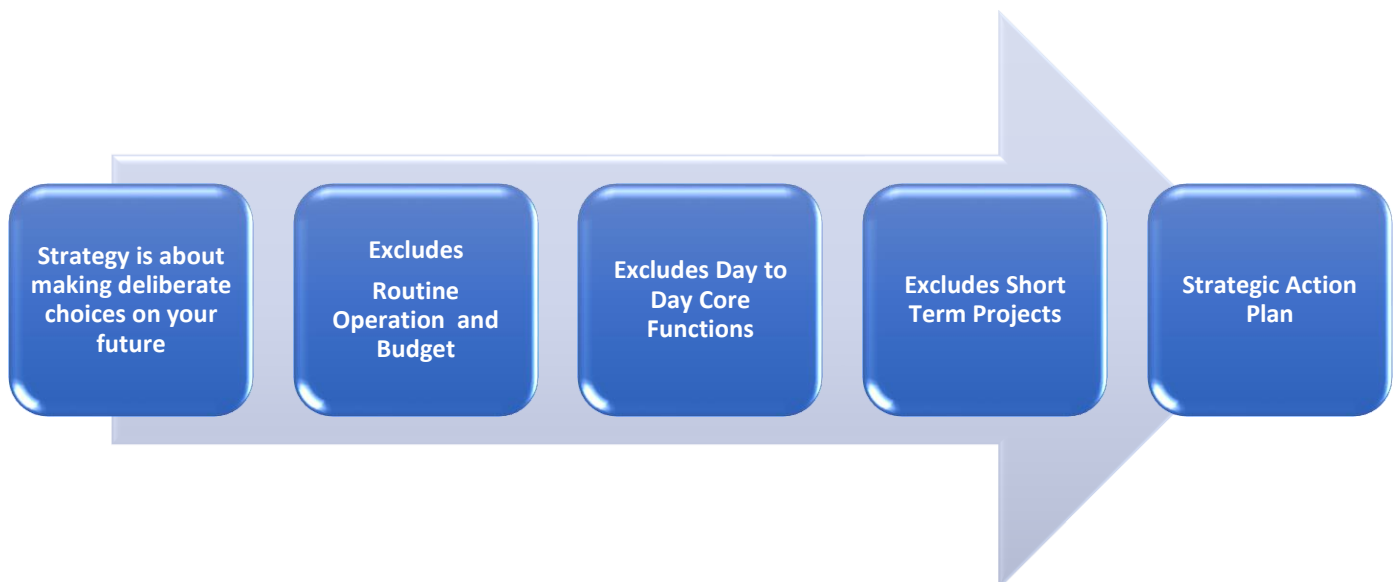 Strategy is about
making deliberate
choices on your
future
Excludes
Routine
Operation and
Budget
Excludes Day to
Day Core
Functions
Excludes Short
Term Projects
Strategic Action
Plan